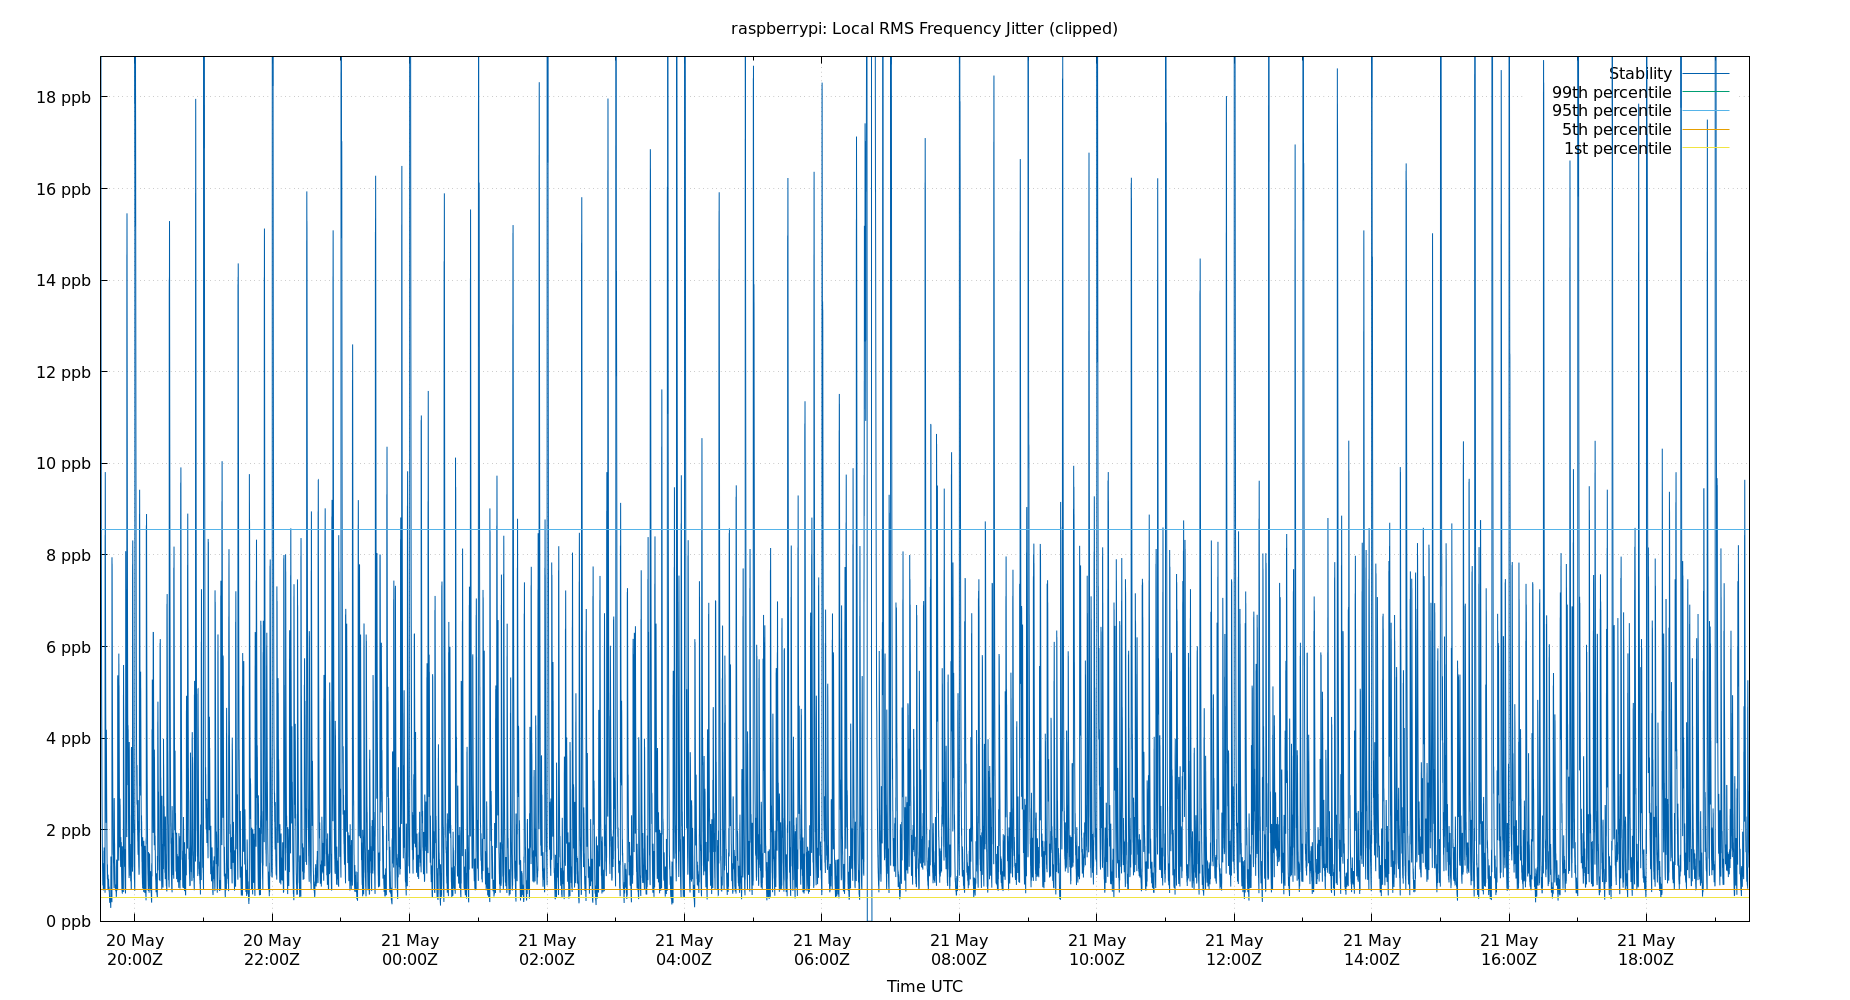 raspberrypi: Local RMS Frequency Jitter (clipped)
Stability
99th percentile
95th percentile
5th percentile
1st percentile
18 ppb
16 ppb
14 ppb
12 ppb
10 ppb
8 ppb
6 ppb
4 ppb
2 ppb
0 ppb
20 May 20 May 21 May 21 May 21 May 21 May 21 May 21 May 21 May 21 May 21 May 21 May
20:00Z 22:00Z 00:00Z 02:00Z 04:00Z 06:00Z 08:00Z 10:00Z 12:00Z 14:00Z 16:00Z 18:00Z
Time UTC